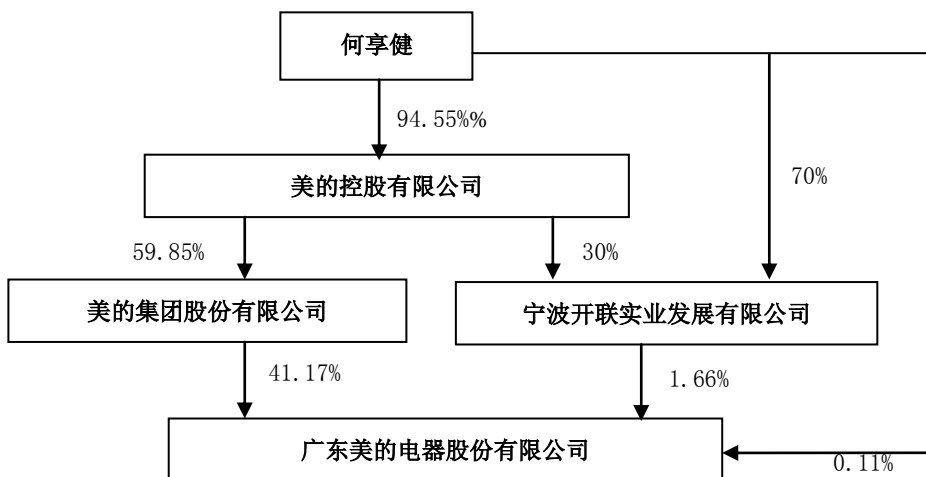 何享健
94.55%%
美的控股有限公司
70%
59.85%
30%
美的集团股份有限公司
宁波开联实业发展有限公司
41.17%
1.66%
广东美的电器股份有限公司
0.11%